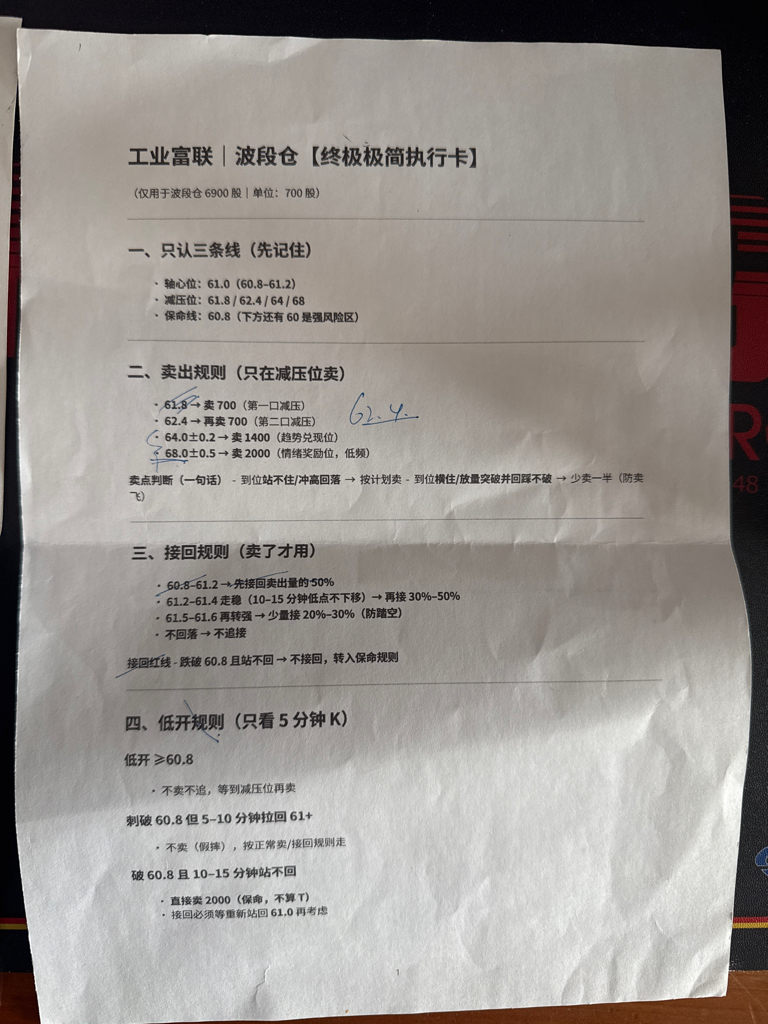 工业富联｜波段仓【终极极简执行卡】
（仅用于波段仓 6900 股｜单位：700 股）
一、只认三条线（先记住）
· 轴心位：61.0（60.8–61.2）
· 减压位：61.8 / 62.4 / 64 / 68
· 保命线：60.8（下方还有 60 是强风险区）
二、卖出规则（只在减压位卖）
· 61.8 → 卖 700（第一口减压）
62.4.
· 62.4 → 再卖 700（第二口减压）
· 64.0±0.2 → 卖 1400（趋势兑现位）
· 68.0±0.5 → 卖 2000（情绪奖励位，低频）
卖点判断（一句话） - 到位站不住/冲高回落 → 按计划卖 - 到位横住/放量突破并回踩不破 → 少卖一半（防卖
飞）
三、接回规则（卖了才用）
· 60.8–61.2 → 先接回卖出量的 50%
· 61.2–61.4 走稳（10–15 分钟低点不下移）→ 再接 30%–50%
· 61.5–61.6 再转强 → 少量接 20%–30%（防踏空）
· 不回落 → 不追接
接回红线 - 跌破 60.8 且站不回 → 不接回，转入保命规则
四、低开规则（只看 5 分钟 K）
低开 ≥60.8
· 不卖不追，等到减压位再卖
刺破 60.8 但 5–10 分钟拉回 61+
· 不卖（假摔），按正常卖/接回规则走
破 60.8 且 10–15 分钟站不回
· 直接卖 2000（保命，不算 T）
· 接回必须等重新站回 61.0 再考虑
1
48